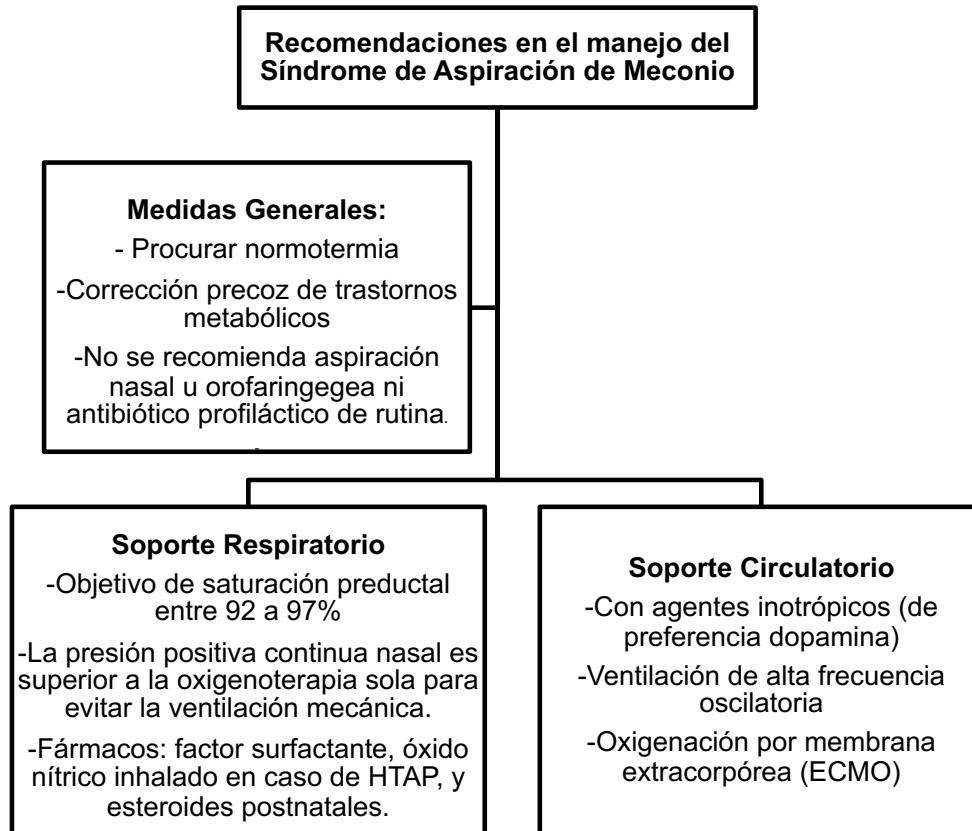 Recomendaciones en el manejo del
Síndrome de Aspiración de Meconio
Medidas Generales:
- Procurar normotermia
-Corrección precoz de trastornos
metabólicos
-No se recomienda aspiración
nasal u orofaringegea ni
antibiótico profiláctico de rutina.
.
Soporte Respiratorio
-Objetivo de saturación preductal
entre 92 a 97%
-La presión positiva continua nasal es
superior a la oxigenoterapia sola para
evitar la ventilación mecánica.
-Fármacos: factor surfactante, óxido
nítrico inhalado en caso de HTAP, y
esteroides postnatales.
Soporte Circulatorio
-Con agentes inotrópicos (de
preferencia dopamina)
-Ventilación de alta frecuencia
oscilatoria
-Oxigenación por membrana
extracorpórea (ECMO)